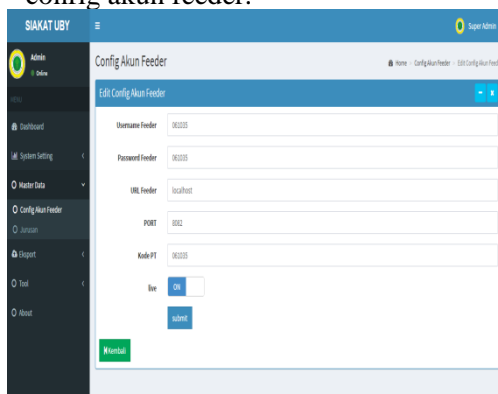 config akun feeder.
SIAKAT UBY
Super Admin
Admin
Online
MENU
Dashboard
System Setting
Master Data
Config Akun Feeder
Jurusan
Eksport
Tool
About
Config Akun Feeder
Home > Config Akun Feeder > Edit Config Akun Feed
Edit Config Akun Feeder
Username Feeder 061035
Password Feeder 061035
URL Feeder localhost
PORT 8082
Kode PT 061035
live ON
submit
Kembali